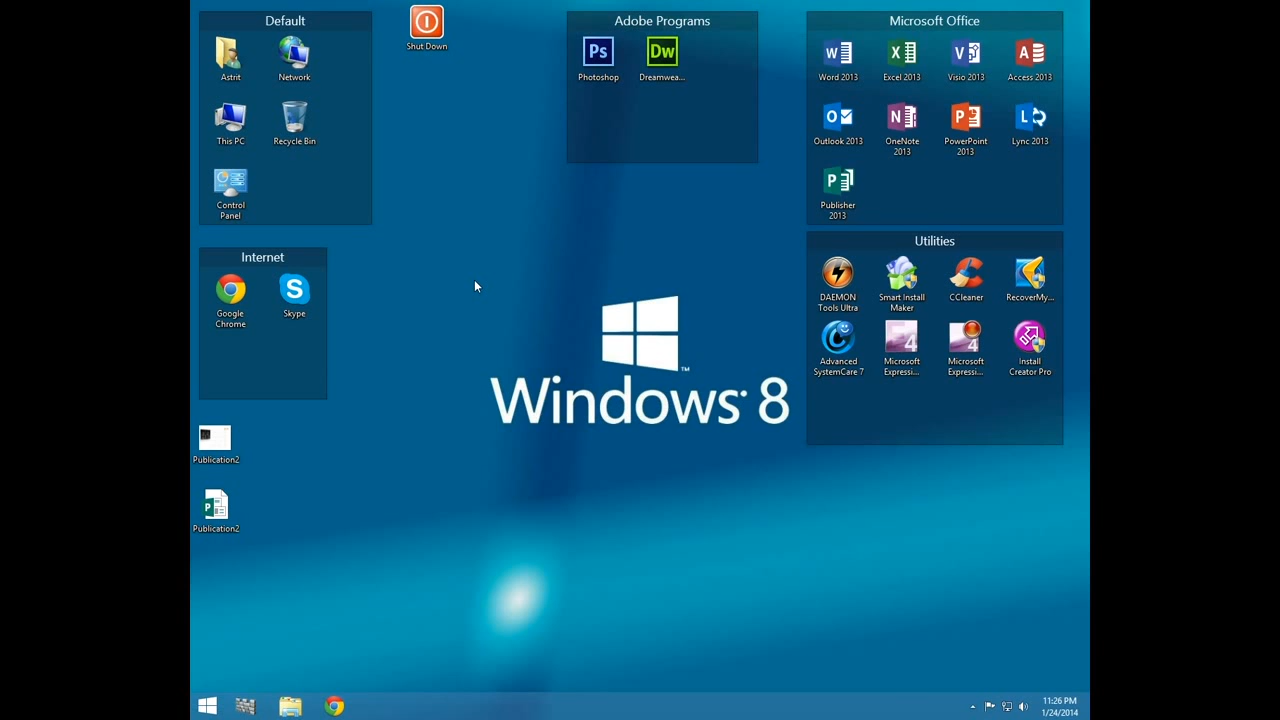 Default
Astrit
Network
This PC
Recycle Bin
Control
Panel
Shut Down
Adobe Programs
Ps
Photoshop
Dw
Dreamwea...
Microsoft Office
Word 2013
Excel 2013
Visio 2013
Access 2013
Outlook 2013
OneNote
2013
PowerPoint
2013
Lync 2013
Publisher
2013
Internet
Google
Chrome
Skype
Utilities
DAEMON
Tools Ultra
Smart Install
Maker
CCleaner
RecoverMy...
Advanced
SystemCare 7
Microsoft
Expressi...
Microsoft
Expressi...
Install
Creator Pro
Windows 8
™
Publication2
Publication2
11:26 PM
1/24/2014